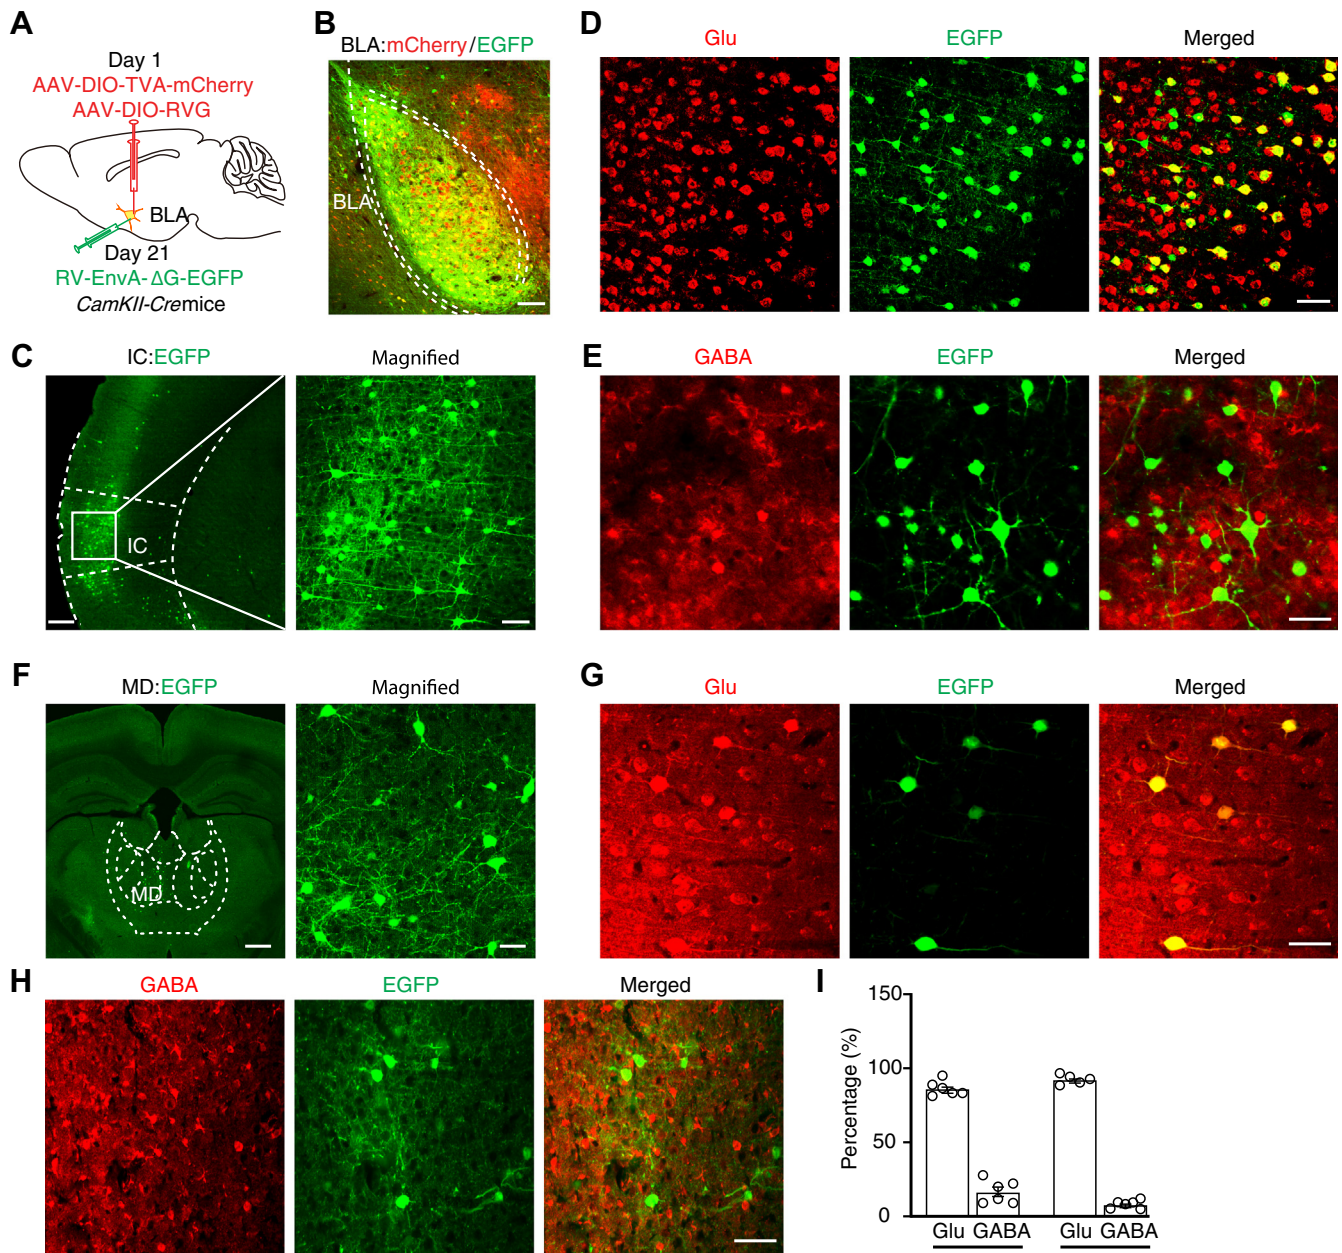 A
Day 1
AAV-DIO-TVA-mCherry
AAV-DIO-RVG
BLA
Day 21
RV-EnvA-ΔG-EGFP
CamKII-Cremice
B
BLA:mCherry/EGFP
BLA
C
IC:EGFP
Magnified
IC
D
Glu
EGFP
Merged
E
GABA
EGFP
Merged
F
MD:EGFP
Magnified
MD
G
Glu
EGFP
Merged
H
GABA
EGFP
Merged
I
Percentage (%)
150
100
50
0
Glu GABA Glu GABA